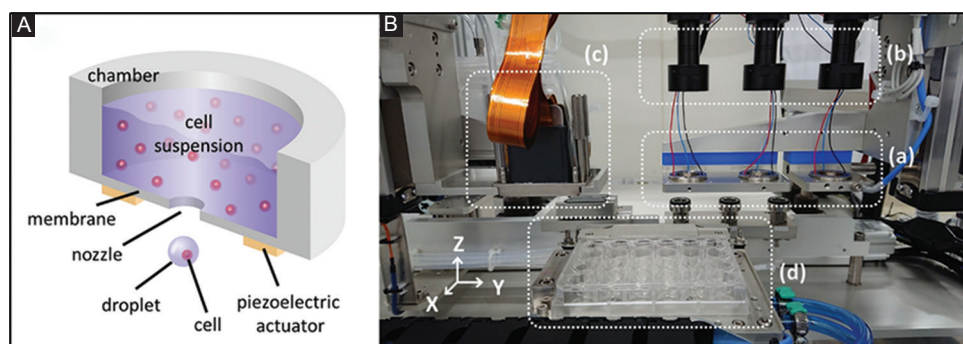 A
chamber
cell
suspension
membrane
nozzle
droplet
cell
piezoelectric
actuator
B
(c)
(b)
(a)
Z
Y
X
(d)